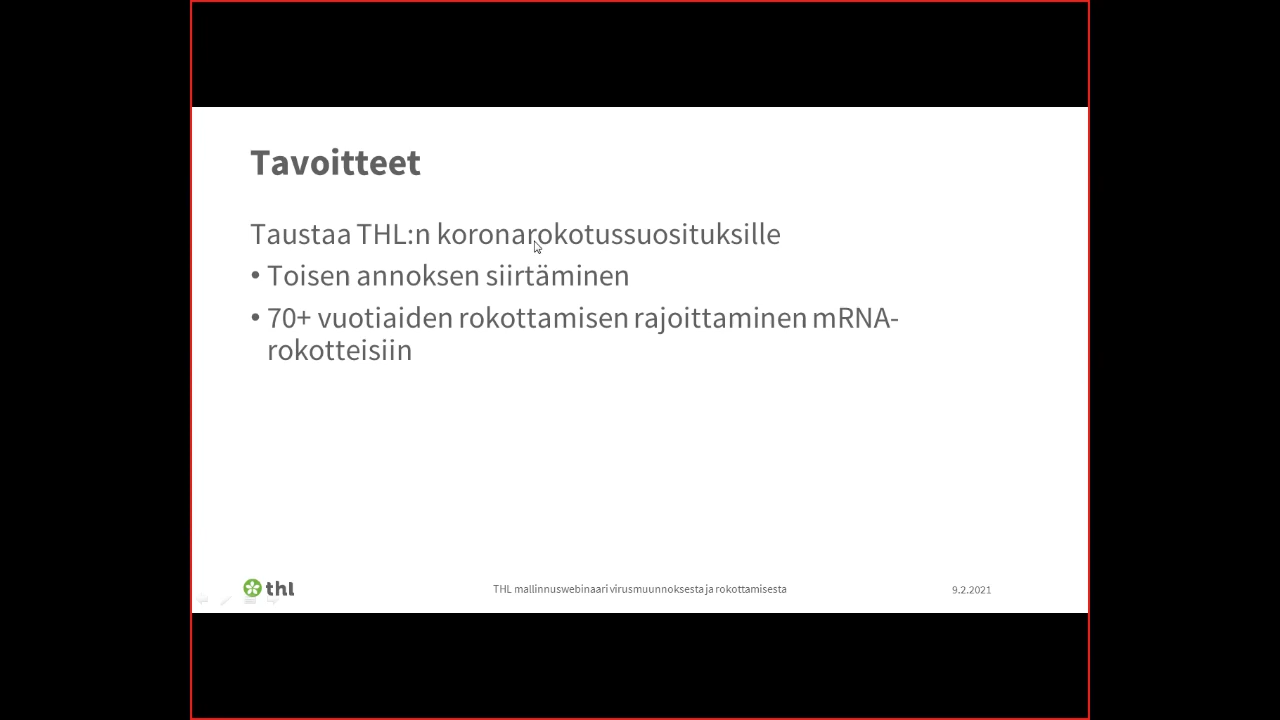 Tavoitteet
Taustaa THL:n koronarokotussuosituksille
• Toisen annoksen siirtäminen
• 70+ vuotiaiden rokottamisen rajoittaminen mRNA-
rokotteisiin
thl
THL mallinnuswebinaari virusmuunnoksesta ja rokottamisesta
9.2.2021